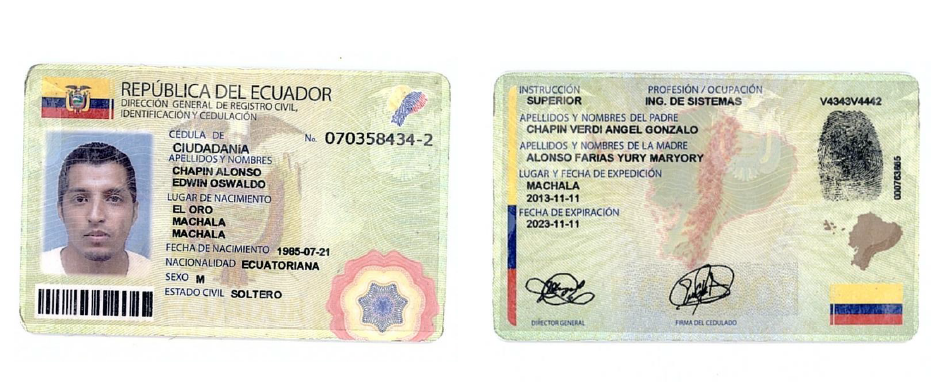 REPÚBLICA DEL ECUADOR
DIRECCIÓN GENERAL DE REGISTRO CIVIL,
IDENTIFICACIÓN Y CEDULACIÓN
CÉDULA DE No. 070358434-2
CIUDADANÍA
APELLIDOS Y NOMBRES
CHAPIN ALONSO
EDWIN OSWALDO
LUGAR DE NACIMIENTO
EL ORO
MACHALA
MACHALA
FECHA DE NACIMIENTO 1985-07-21
NACIONALIDAD ECUATORIANA
SEXO M
ESTADO CIVIL SOLTERO
INSTRUCCIÓN PROFESIÓN / OCUPACIÓN
SUPERIOR ING. DE SISTEMAS V4343V4442
APELLIDOS Y NOMBRES DEL PADRE
CHAPIN VERDI ANGEL GONZALO
APELLIDOS Y NOMBRES DE LA MADRE
ALONSO FARIAS YURY MARYORY
LUGAR Y FECHA DE EXPEDICIÓN
MACHALA
2013-11-11
FECHA DE EXPIRACIÓN
2023-11-11
DIRECTOR GENERAL FIRMA DEL CEDULADO